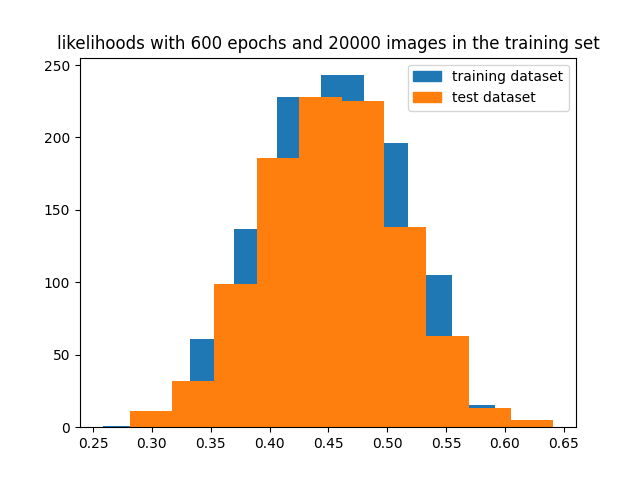 likelihoods with 600 epochs and 20000 images in the training set
training dataset
test dataset
250
200
150
100
50
0
0.25 0.30 0.35 0.40 0.45 0.50 0.55 0.60 0.65